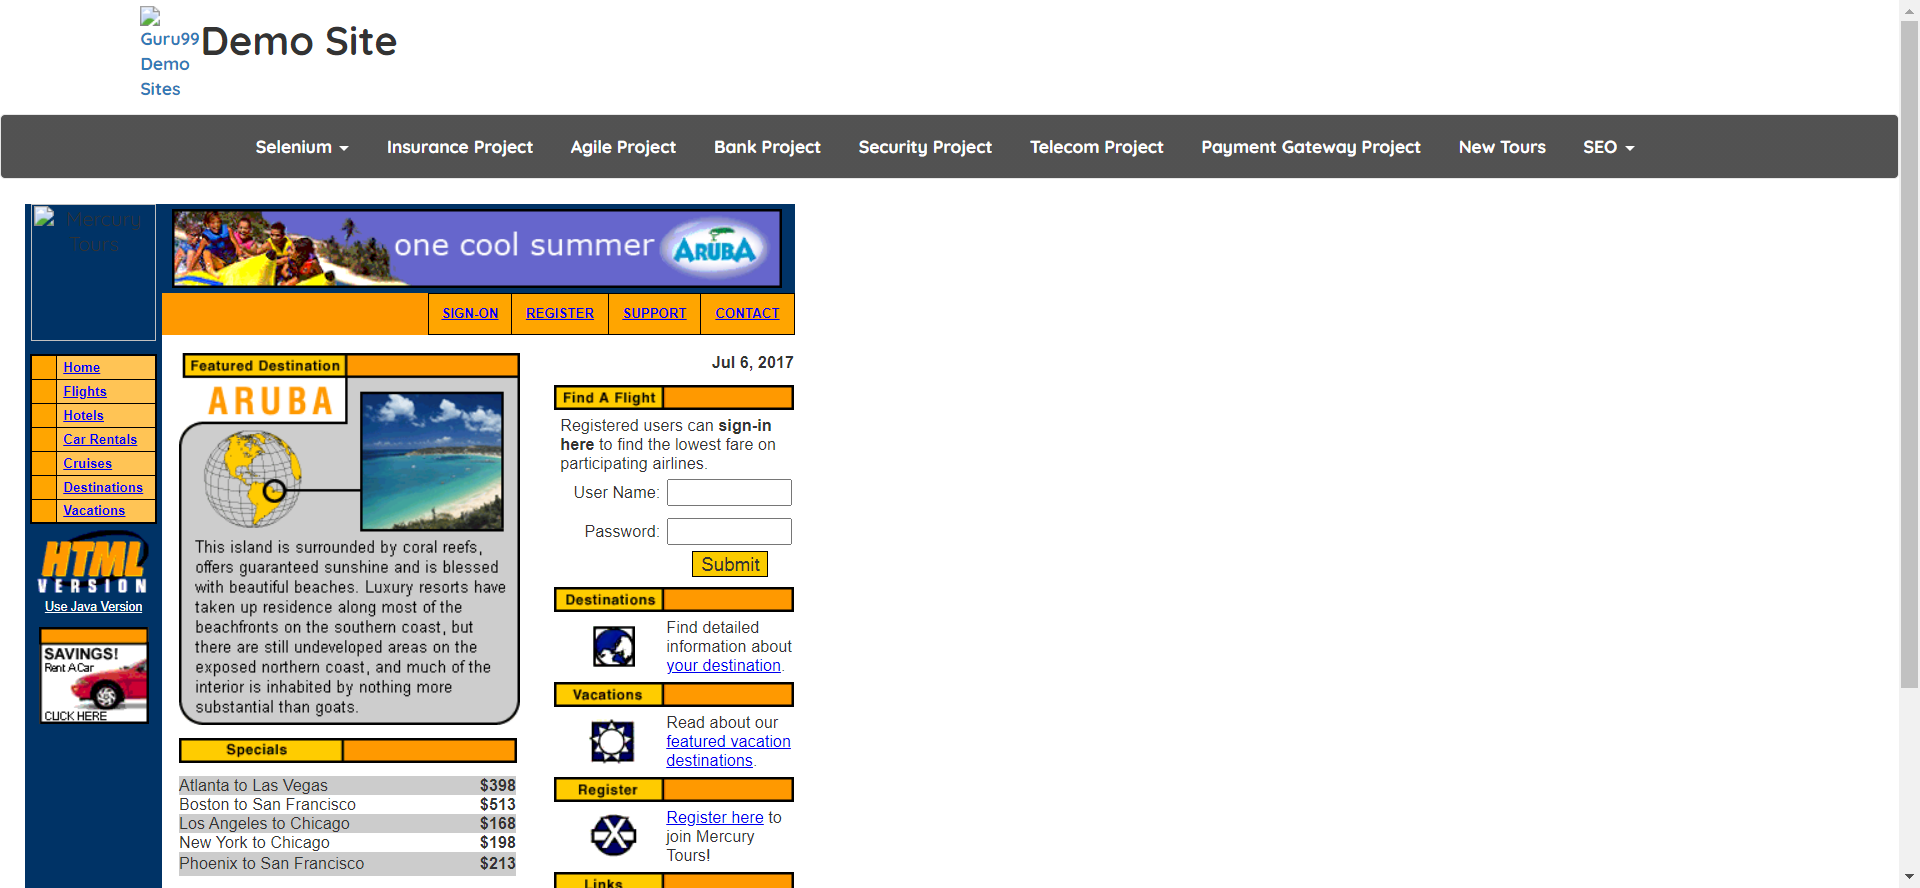 Guru99
Demo
Sites
Demo Site
Selenium
Insurance Project
Agile Project
Bank Project
Security Project
Telecom Project
Payment Gateway Project
New Tours
SEO
Mercury
Tours
one cool summer
ARUBA
SIGN-ON
REGISTER
SUPPORT
CONTACT
Home
Flights
Hotels
Car Rentals
Cruises
Destinations
Vacations
HTML
VERSION
Use Java Version
SAVINGS!
Rent A Car
CLICK HERE
Featured Destination
ARUBA
This island is surrounded by coral reefs,
offers guaranteed sunshine and is blessed
with beautiful beaches. Luxury resorts have
taken up residence along most of the
beachfronts on the southern coast, but
there are still undeveloped areas on the
exposed northern coast, and much of the
interior is inhabited by nothing more
substantial than goats.
Specials
Atlanta to Las Vegas $398
Boston to San Francisco $513
Los Angeles to Chicago $168
New York to Chicago $198
Phoenix to San Francisco $213
Jul 6, 2017
Find A Flight
Registered users can sign-in
here to find the lowest fare on
participating airlines.
User Name:
Password:
Submit
Destinations
Find detailed
information about
your destination.
Vacations
Read about our
featured vacation
destinations.
Register
Register here to
join Mercury
Tours!
Links